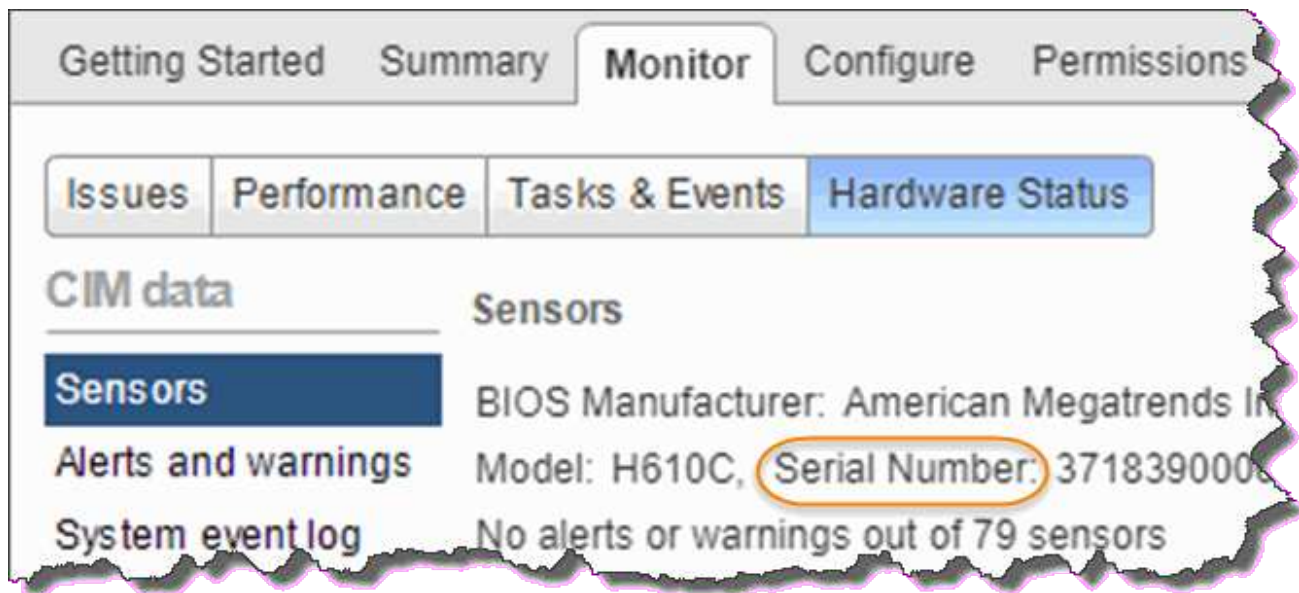 Getting Started Summary Monitor Configure Permissions
Issues Performance Tasks & Events Hardware Status
CIM data
Sensors
Sensors
Alerts and warnings
System event log
BIOS Manufacturer: American Megatrends
Model: H610C, Serial Number: 371839000
No alerts or warnings out of 79 sensors